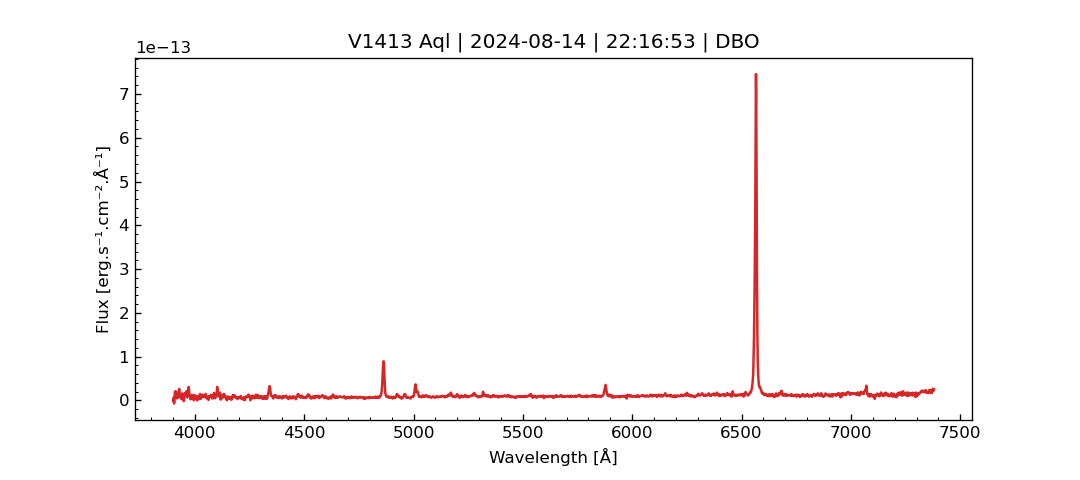 V1413 Aql | 2024-08-14 | 22:16:53 | DBO
1e−13
7
6
5
4
3
2
1
0
Flux [erg.s⁻¹.cm⁻².Å⁻¹]
4000 4500 5000 5500 6000 6500 7000 7500
Wavelength [Å]